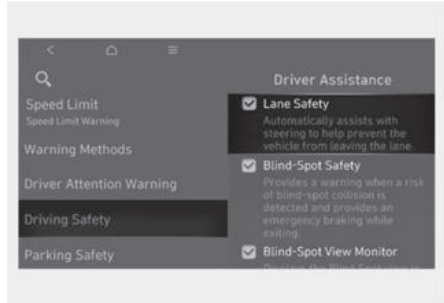 Driver Assistance
Speed Limit
Speed Limit Warning
Warning Methods
Driver Attention Warning
Driving Safety
Parking Safety
Lane Safety
Automatically assists with
steering to help prevent the
vehicle from leaving the lane.
Blind-Spot Safety
Provides a warning when a risk
of blind-spot collision is
detected and provides an
emergency braking while
exiting.
Blind-Spot View Monitor